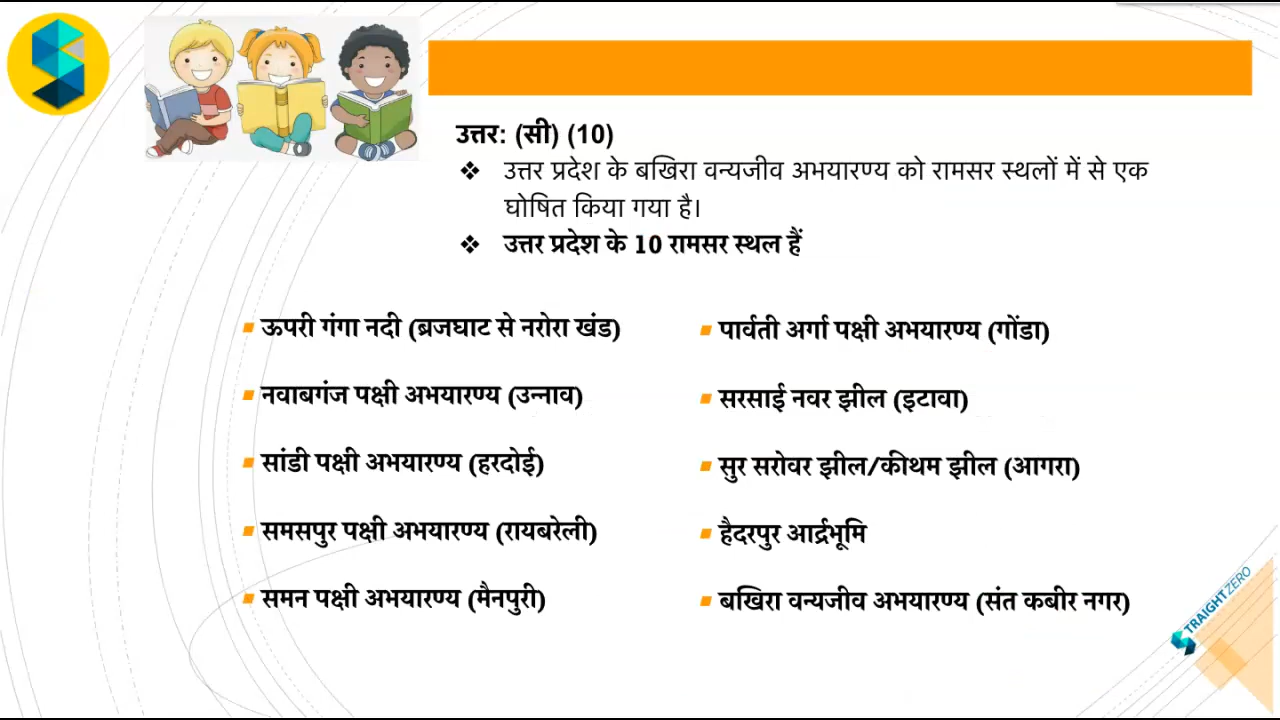 उत्तर: (सी) (10)
❖ उत्तर प्रदेश के बखिरा वन्यजीव अभयारण्य को रामसर स्थलों में से एक
घोषित किया गया है।
❖ उत्तर प्रदेश के 10 रामसर स्थल हैं
ऊपरी गंगा नदी (ब्रजघाट से नरोरा खंड)
नवाबगंज पक्षी अभयारण्य (उन्नाव)
सांडी पक्षी अभयारण्य (हरदोई)
समसपुर पक्षी अभयारण्य (रायबरेली)
समन पक्षी अभयारण्य (मैनपुरी)
पार्वती अर्गा पक्षी अभयारण्य (गोंडा)
सरसाई नवर झील (इटावा)
सुर सरोवर झील/कीथम झील (आगरा)
हैदरपुर आर्द्रभूमि
बखिरा वन्यजीव अभयारण्य (संत कबीर नगर)
STRAIGHT ZERO